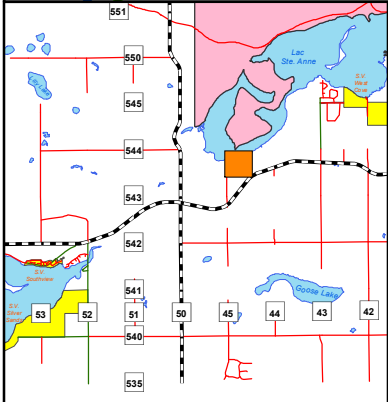 551
Lac
Ste. Anne
550
S.V.
West
Cove
545
544
543
542
S.V.
Southview
541
Goose Lake
S.V.
Silver
Sands
53
52
51
50
45
44
43
42
540
535